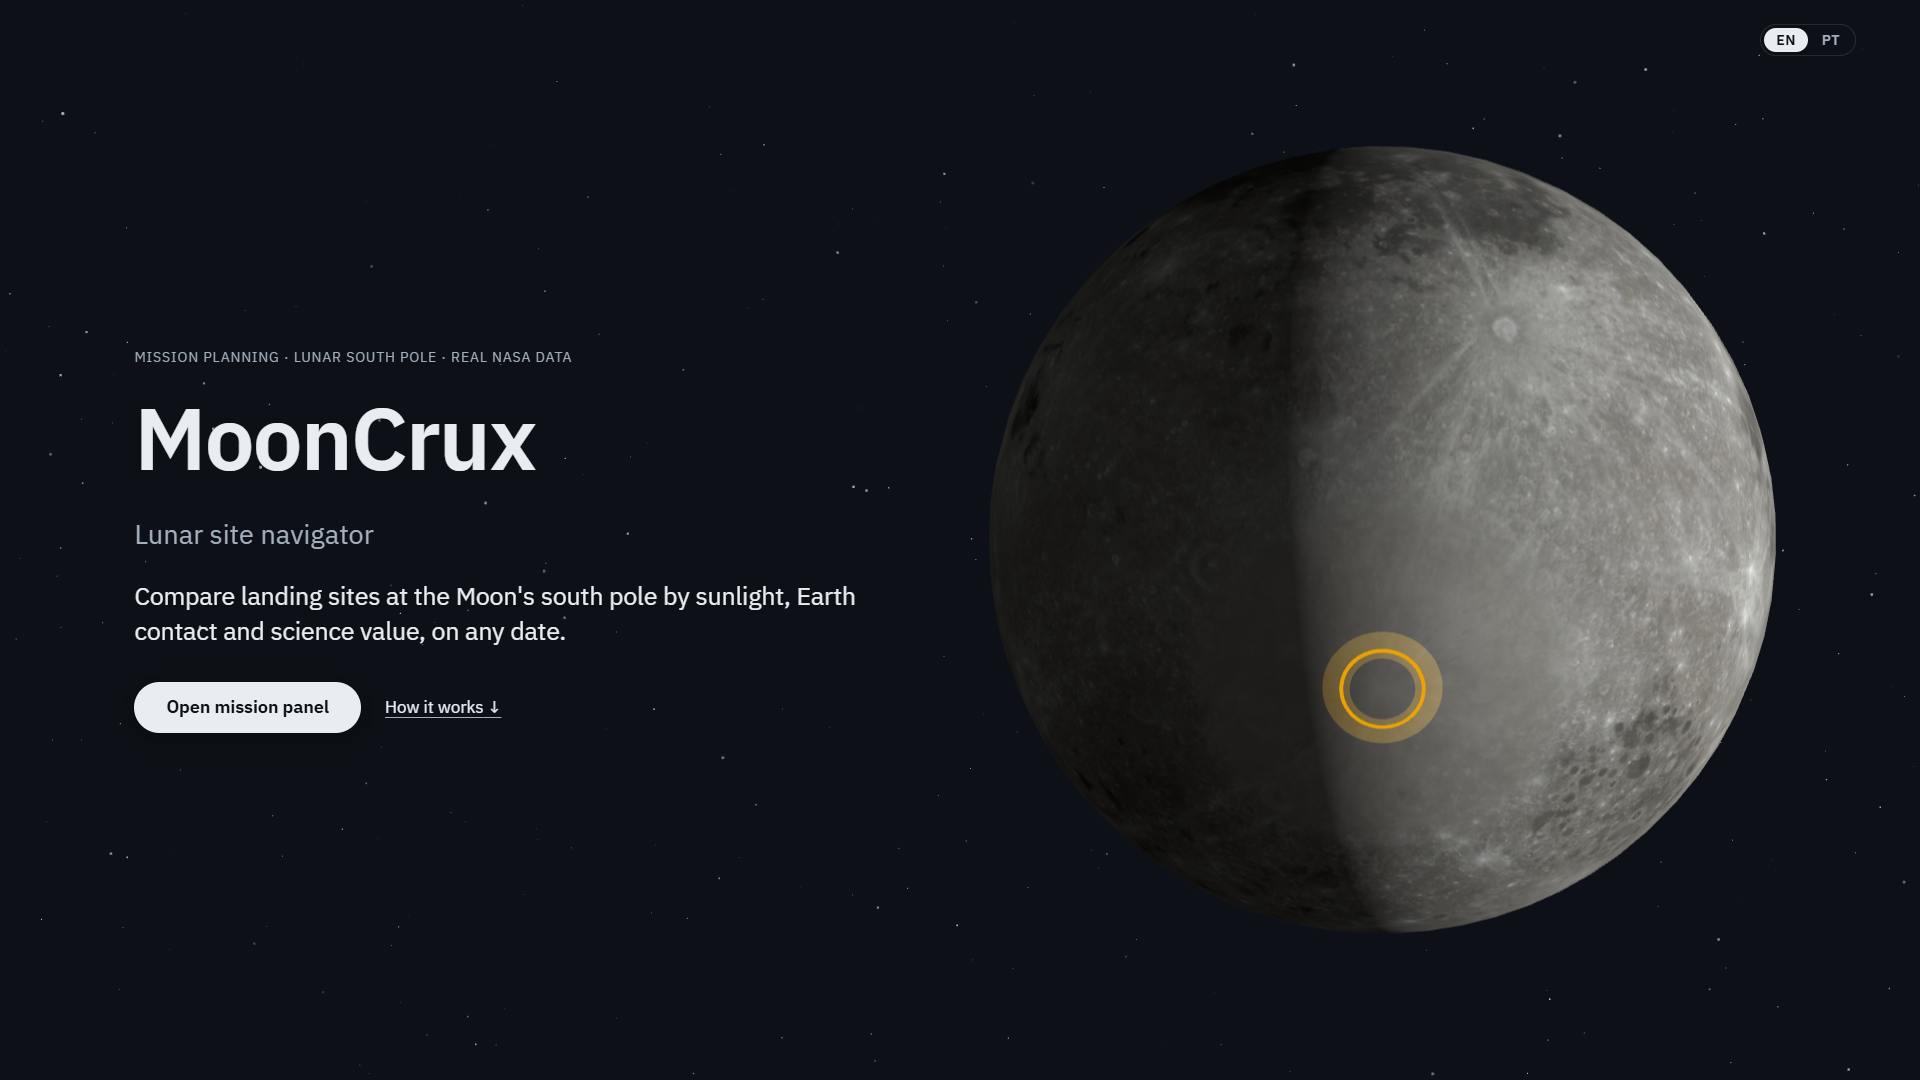 EN PT
MISSION PLANNING · LUNAR SOUTH POLE · REAL NASA DATA
MoonCrux
Lunar site navigator
Compare landing sites at the Moon's south pole by sunlight, Earth
contact and science value, on any date.
Open mission panel How it works ↓